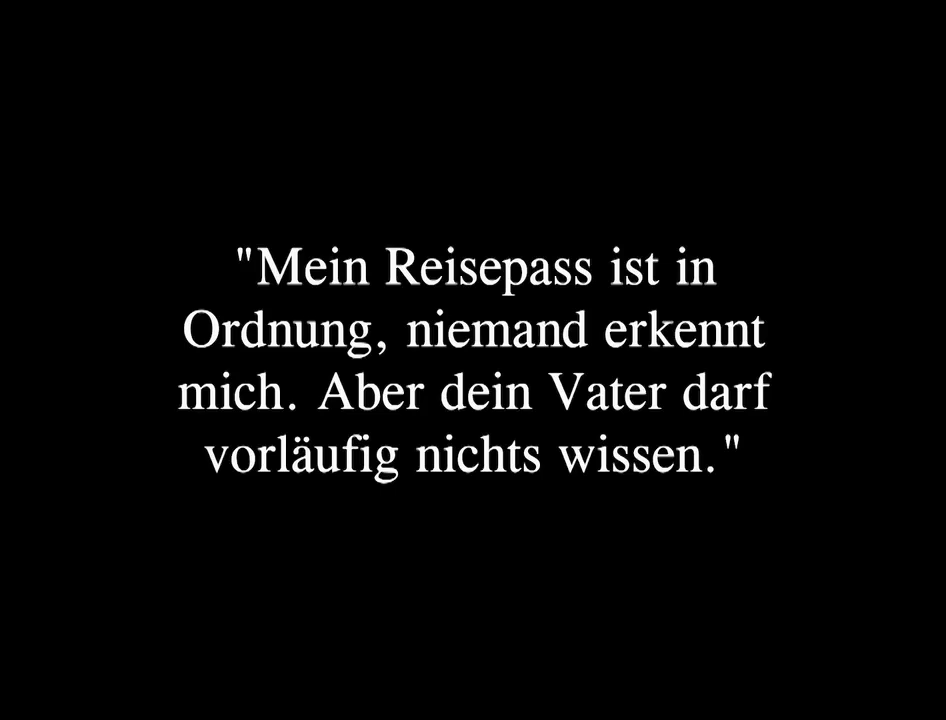 "Mein Reisepass ist in
Ordnung, niemand erkennt
mich. Aber dein Vater darf
vorläufig nichts wissen."